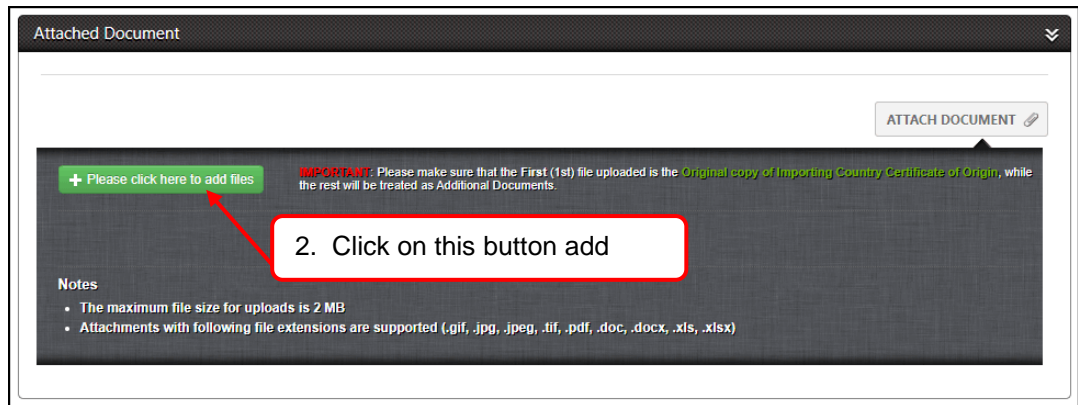 Attached Document
ATTACH DOCUMENT
+ Please click here to add files
IMPORTANT: Please make sure that the First (1st) file uploaded is the Original copy of Importing Country Certificate of Origin, while
the rest will be treated as Additional Documents.
2. Click on this button add
Notes
• The maximum file size for uploads is 2 MB
• Attachments with following file extensions are supported (.gif, .jpg, .jpeg, .tif, .pdf, .doc, .docx, .xls, .xlsx)